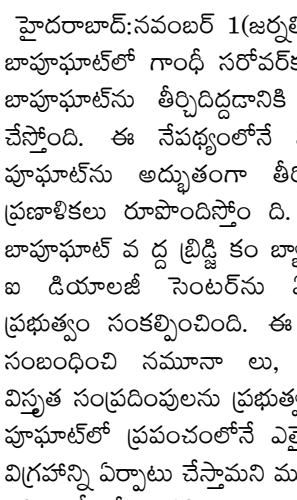 హైదరాబాద్:నవంబర్ 1(జర్నలి
బాపూఘాట్‌లో గాంధీ సరోవర్‌క
బాపూఘాట్‌ను తీర్చిదిద్దడానికి
చేస్తోంది. ఈ నేపథ్యంలోనే
పూఘాట్‌ను అద్భుతంగా తీర్
ప్రణాళికలు రూపొందిస్తోం ది.
బాపూఘాట్ వ ద్ద బ్రిడ్జి కం బ్యా
ఐ డియాలజీ సెంటర్‌ను
ప్రభుత్వం సంకల్పించింది. ఈ
సంబంధించి నమూనా లు,
విస్తృత సంప్రదింపులను ప్రభుత్వ
పూఘాట్‌లో ప్రపంచంలోనే ఎత్తై
విగ్రహాన్ని ఏర్పాటు చేస్తామని ము